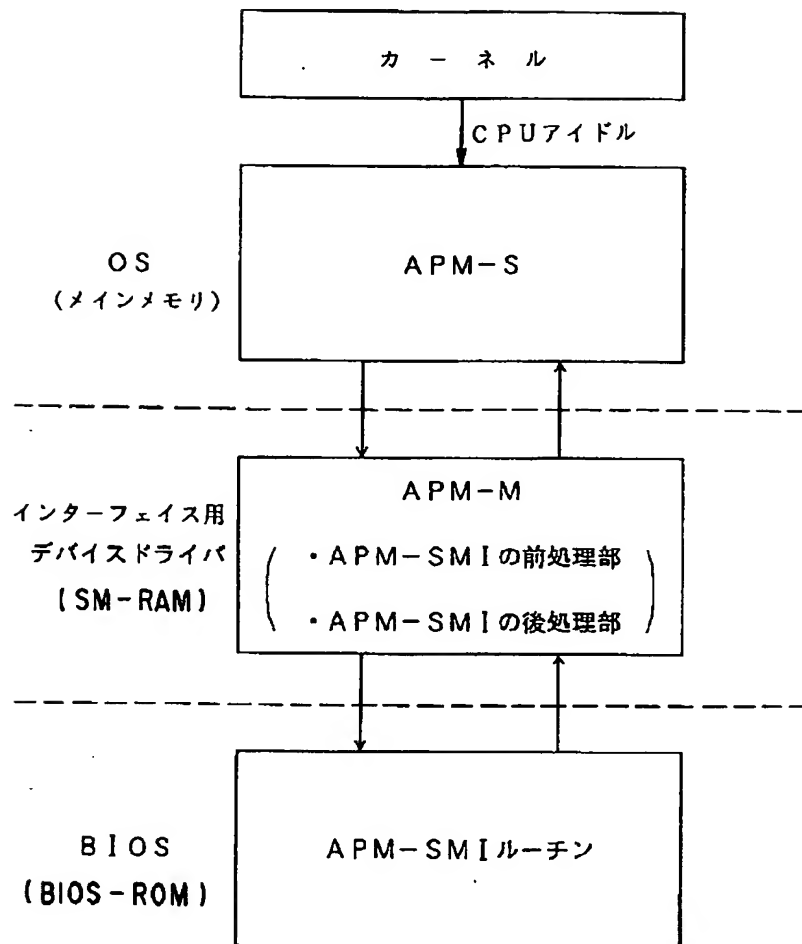 カーネル
CPUアイドル
OS
(メインメモリ)
APM-S
インターフェイス用
デバイスドライバ
(SM-RAM)
APM-M
・APM-SMIの前処理部
・APM-SMIの後処理部
BIOS
(BIOS-ROM)
APM-SMIルーチン